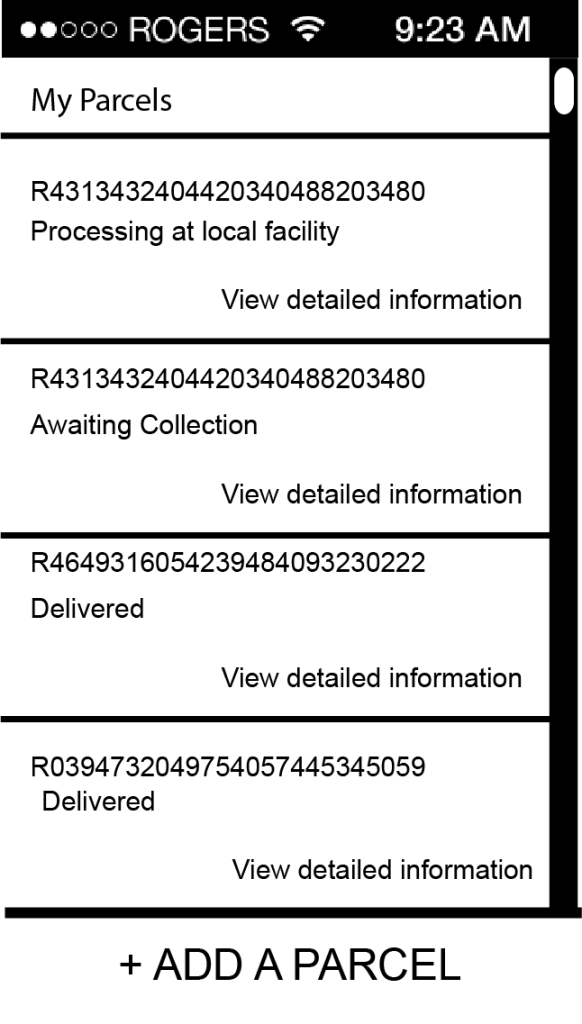 ROGERS 9:23 AM
My Parcels
R4313432404420340488203480
Processing at local facility
View detailed information
R4313432404420340488203480
Awaiting Collection
View detailed information
R4649316054239484093230222
Delivered
View detailed information
R0394732049754057445345059
Delivered
View detailed information
+ ADD A PARCEL